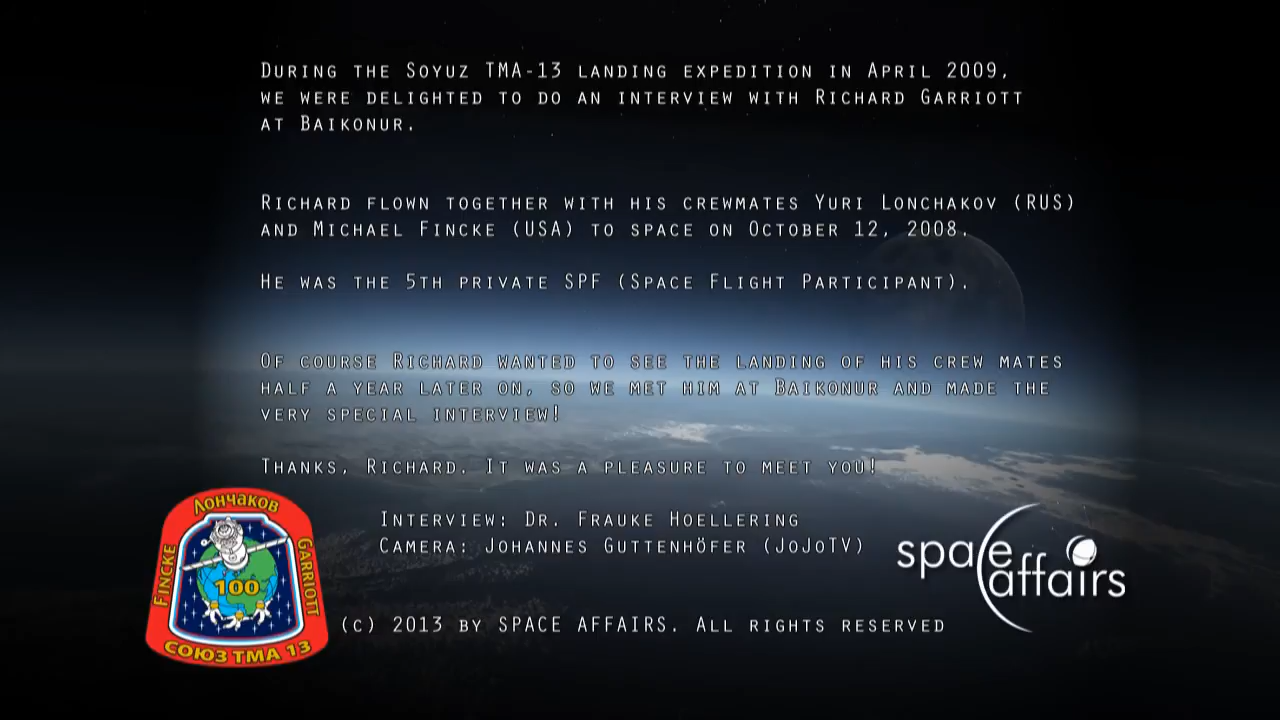 During the Soyuz TMA-13 landing expedition in April 2009,
we were delighted to do an interview with Richard Garriott
at Baikonur.
Richard flown together with his crewmates Yuri Lonchakov (RUS)
and Michael Fincke (USA) to space on October 12, 2008.
He was the 5th private SPF (Space Flight Participant).
Of course Richard wanted to see the landing of his crew mates
half a year later on, so we met him at Baikonur and made the
very special interview!
Thanks, Richard. It was a pleasure to meet you!
Interview: Dr. Frauke Hoellering
Camera: Johannes Guttenhöfer (JoJoTV)
(c) 2013 by SPACE AFFAIRS. All rights reserved
Лончаков
FINCKE
GARRIOTT
100
СОЮЗ ТМА 13
space
affairs